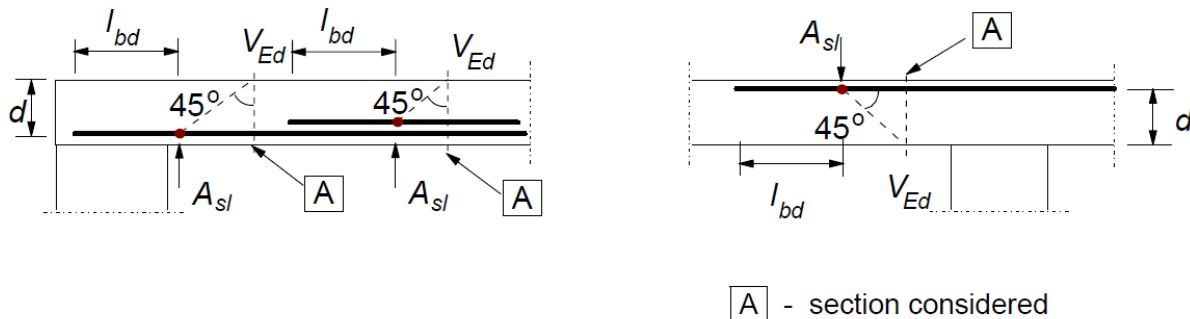 l_bd V_Ed l_bd V_Ed
d 45° 45°
A_sl A A_sl A
A_sl A
45° d
l_bd V_Ed
A - section considered